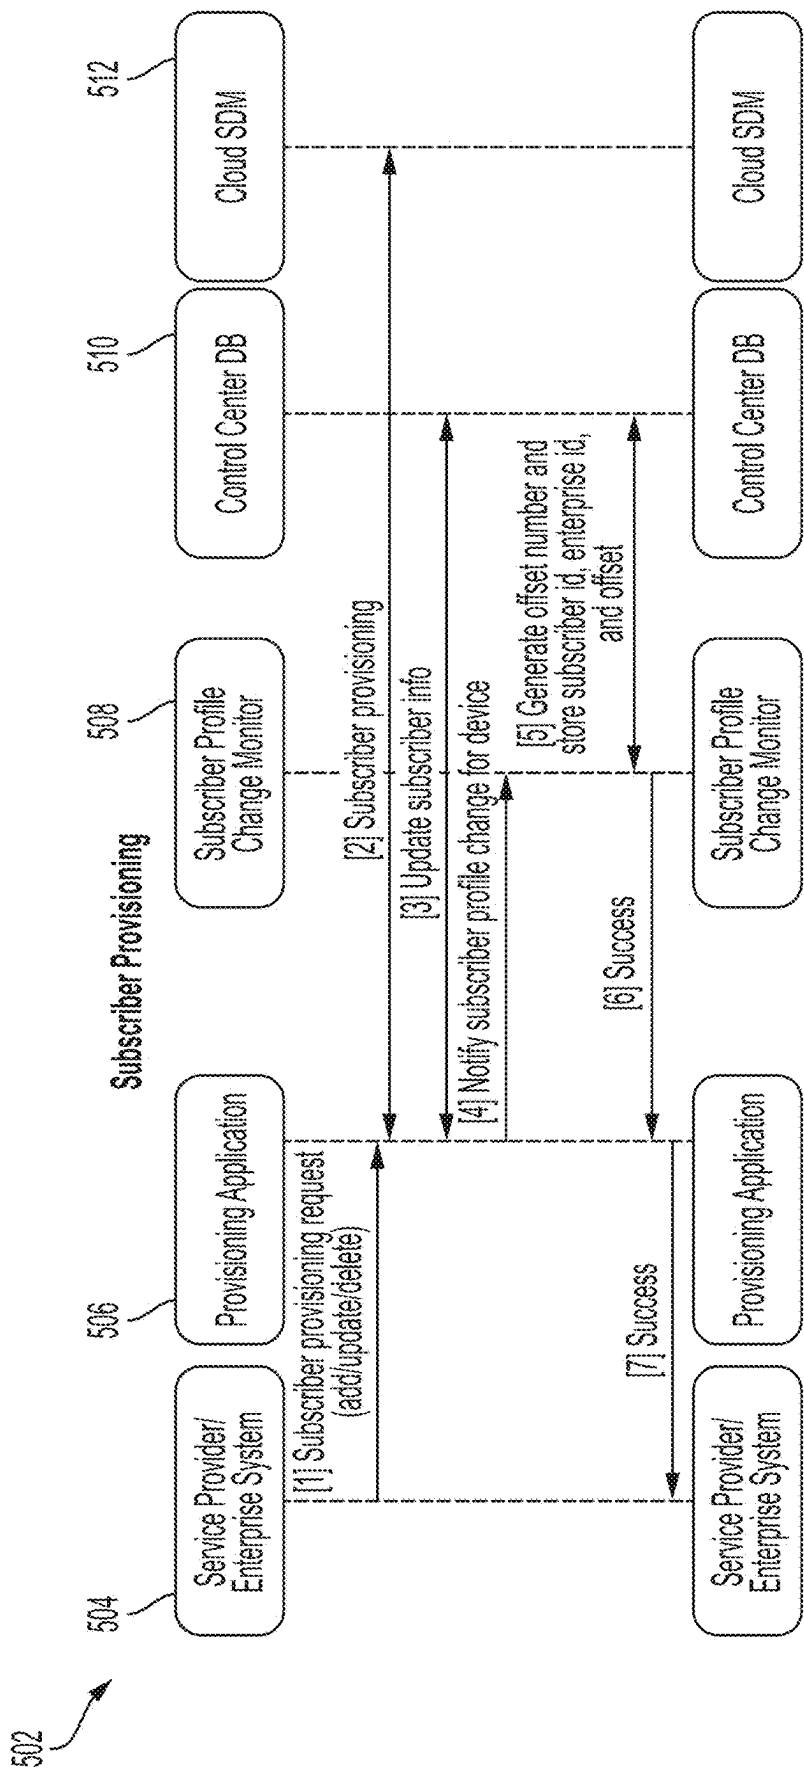 502
Subscriber Provisioning
504
506
508
510
512
Service Provider/
Enterprise System
Provisioning Application
Subscriber Profile
Change Monitor
Control Center DB
Cloud SDM
[1] Subscriber provisioning request
(add/update/delete)
[2] Subscriber provisioning
[3] Update subscriber info
[4] Notify subscriber profile change for device
[5] Generate offset number and
store subscriber id, enterprise id,
and offset
[6] Success
[7] Success
Service Provider/
Enterprise System
Provisioning Application
Subscriber Profile
Change Monitor
Control Center DB
Cloud SDM